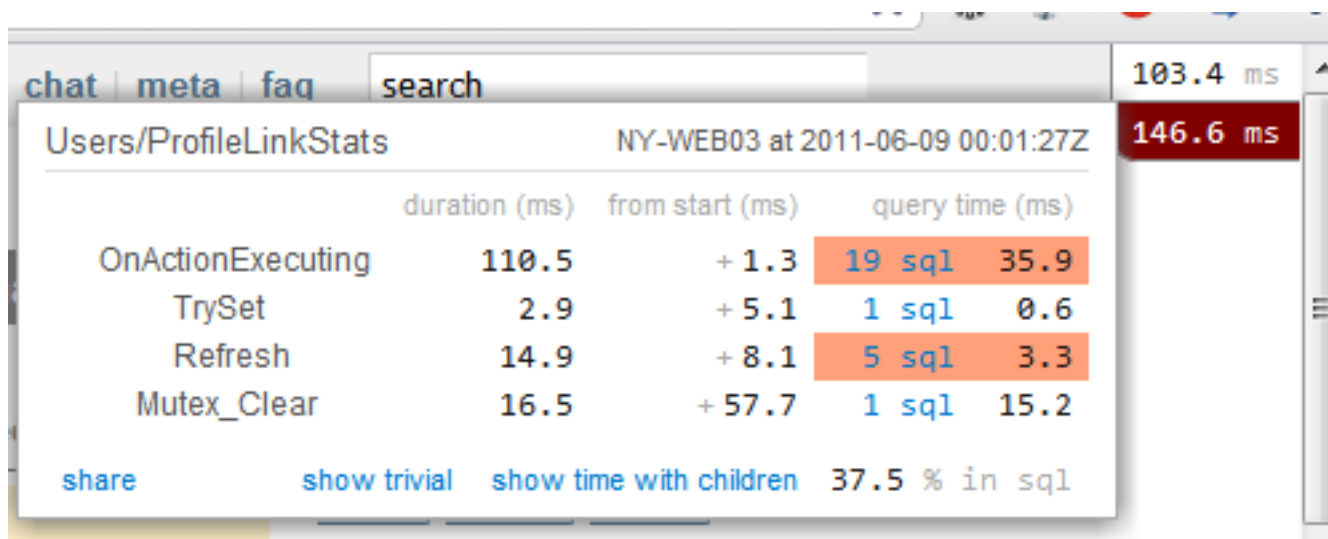 chat | meta | faq search
103.4 ms
146.6 ms
Users/ProfileLinkStats NY-WEB03 at 2011-06-09 00:01:27Z
duration (ms) from start (ms) query time (ms)
OnActionExecuting 110.5 +1.3 19 sql 35.9
TrySet 2.9 +5.1 1 sql 0.6
Refresh 14.9 +8.1 5 sql 3.3
Mutex_Clear 16.5 +57.7 1 sql 15.2
share show trivial show time with children 37.5 % in sql